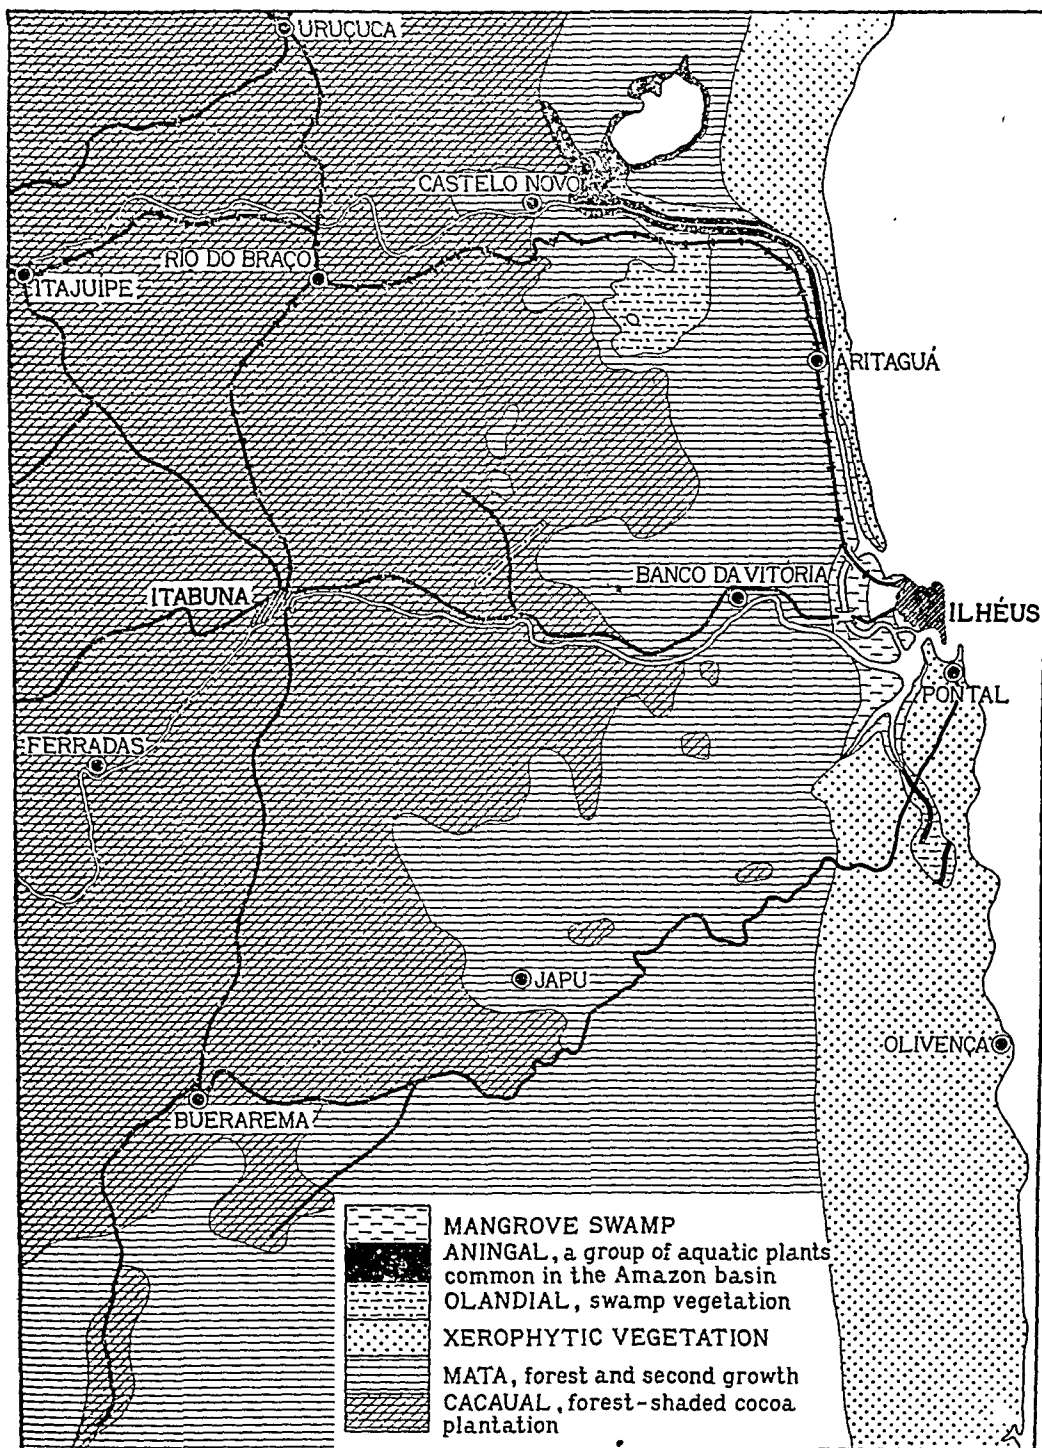 URUÇUCA
CASTELO NOVO
RIO DO BRAÇO
ITAJUIPE
ARITAGUÁ
BANCO DA VITÓRIA
ITABUNA
ILHÉUS
PONTAL
FERRADAS
JAPU
OLIVENÇA
BUERAREMA
MANGROVE SWAMP
ANINGAL, a group of aquatic plants
common in the Amazon basin
OLANDIAL, swamp vegetation
XEROPHYTIC VEGETATION
MATA, forest and second growth
CACAUAL, forest-shaded cocoa
plantation